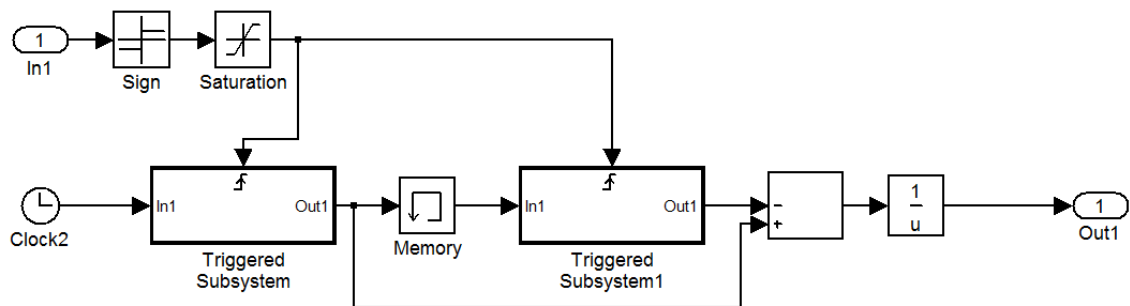 1
In1
Sign
Saturation
Clock2
In1
Out1
Triggered
Subsystem
Memory
In1
Out1
Triggered
Subsystem1
−
+
1
u
1
Out1